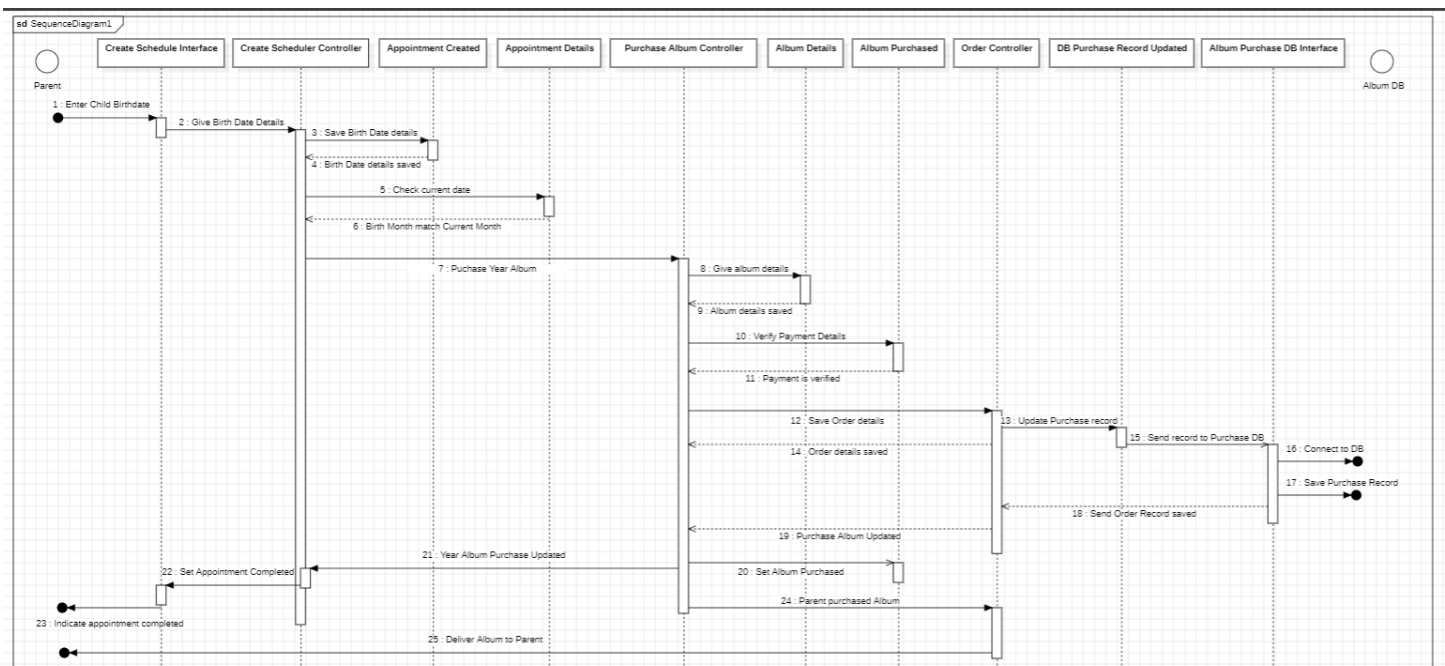 sd SequenceDiagram1
Create Schedule Interface
Create Scheduler Controller
Appointment Created
Appointment Details
Purchase Album Controller
Album Details
Album Purchased
Order Controller
DB Purchase Record Updated
Album Purchase DB Interface
Parent
Album DB
1 : Enter Child Birthdate
2 : Give Birth Date Details
3 : Save Birth Date details
4 : Birth Date details saved
5 : Check current date
6 : Birth Month match Current Month
7 : Puchase Year Album
8 : Give album details
9 : Album details saved
10 : Verify Payment Details
11 : Payment is verified
12 : Save Order details
13 : Update Purchase record
14 : Order details saved
15 : Send record to Purchase DB
16 : Connect to DB
17 : Save Purchase Record
18 : Send Order Record saved
19 : Purchase Album Updated
20 : Set Album Purchased
21 : Year Album Purchase Updated
22 : Set Appointment Completed
23 : Indicate appointment completed
24 : Parent purchased Album
25 : Deliver Album to Parent